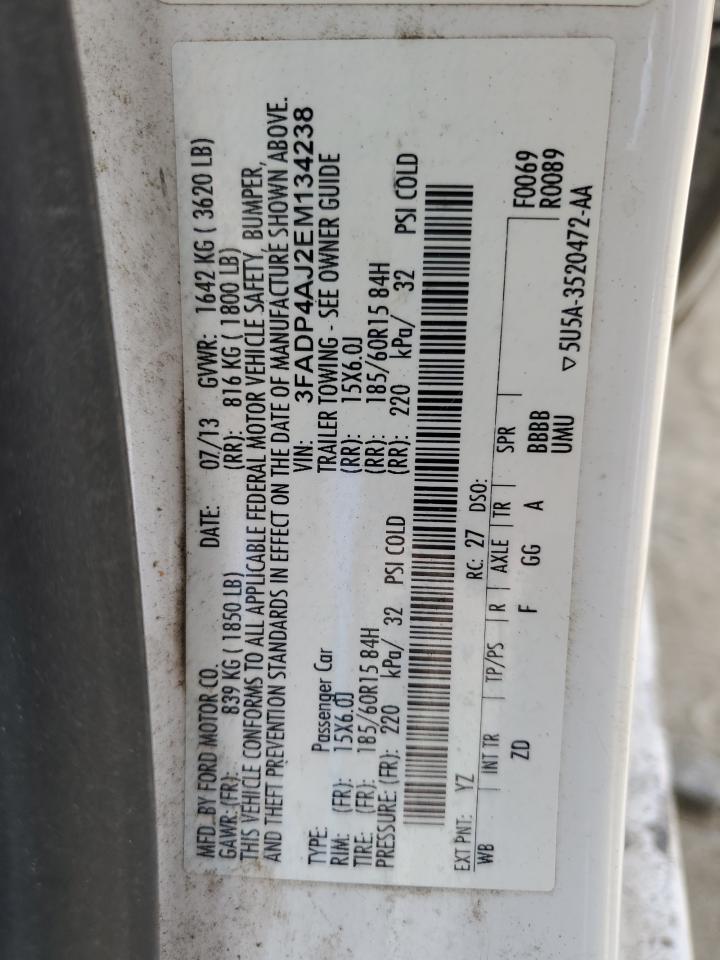 MFD. BY FORD MOTOR CO. DATE: 07/13 GVWR: 1642 KG ( 3620 LB)
GAWR: (FR): 839 KG ( 1850 LB) (RR): 816 KG ( 1800 LB)
THIS VEHICLE CONFORMS TO ALL APPLICABLE FEDERAL MOTOR VEHICLE SAFETY, BUMPER,
AND THEFT PREVENTION STANDARDS IN EFFECT ON THE DATE OF MANUFACTURE SHOWN ABOVE.
VIN: 3FADP4AJ2EM134238
TYPE: Passenger Car TRAILER TOWING - SEE OWNER GUIDE
RIM: (FR): 15X6.0J (RR): 15X6.0J
TIRE: (FR): 185/60R15 84H (RR): 185/60R15 84H
PRESSURE: (FR): 220 kPa/ 32 PSI COLD (RR): 220 kPa/ 32 PSI COLD
EXT PNT: YZ RC: 27 DSO:
WB INT TR TP/PS R AXLE TR SPR F0069
ZD F GG A BBBB R0089
UMU
▽5U5A-3520472-AA